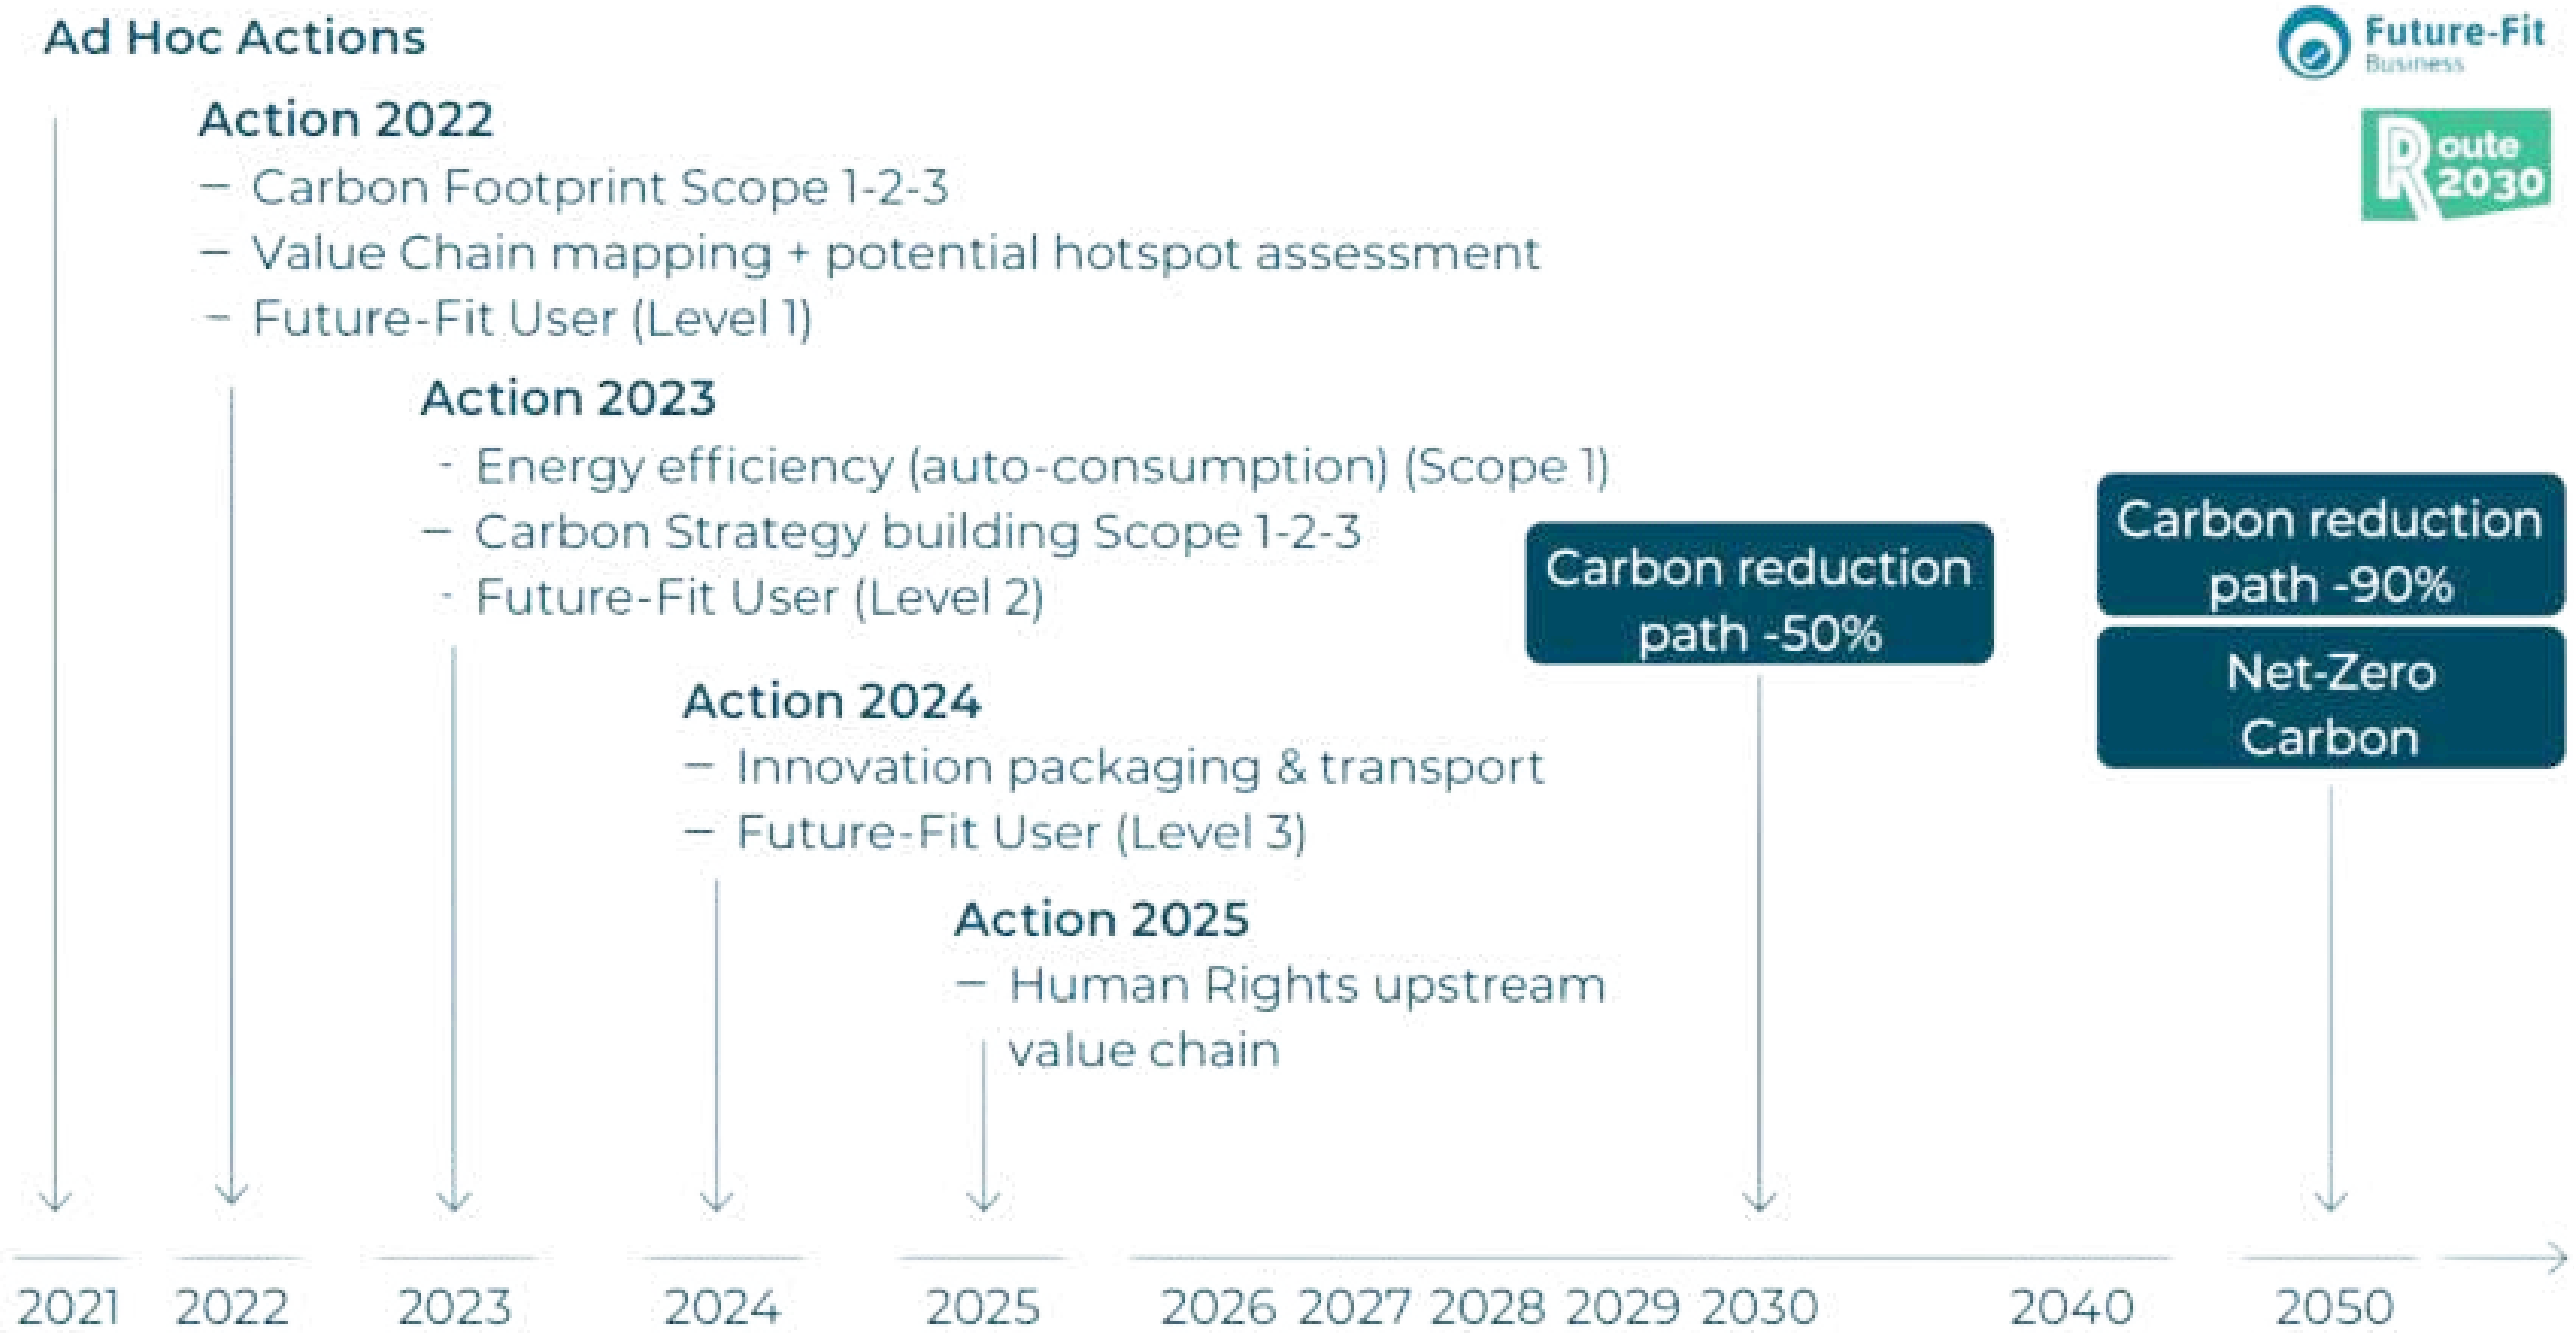 Ad Hoc Actions
Future-Fit
Business
Route
2030
Action 2022
– Carbon Footprint Scope 1-2-3
– Value Chain mapping + potential hotspot assessment
– Future-Fit User (Level 1)
Action 2023
- Energy efficiency (auto-consumption) (Scope 1)
– Carbon Strategy building Scope 1-2-3
- Future-Fit User (Level 2)
Action 2024
– Innovation packaging & transport
– Future-Fit User (Level 3)
Action 2025
– Human Rights upstream
value chain
Carbon reduction
path -50%
Carbon reduction
path -90%
Net-Zero
Carbon
2021 2022 2023 2024 2025 2026 2027 2028 2029 2030 2040 2050